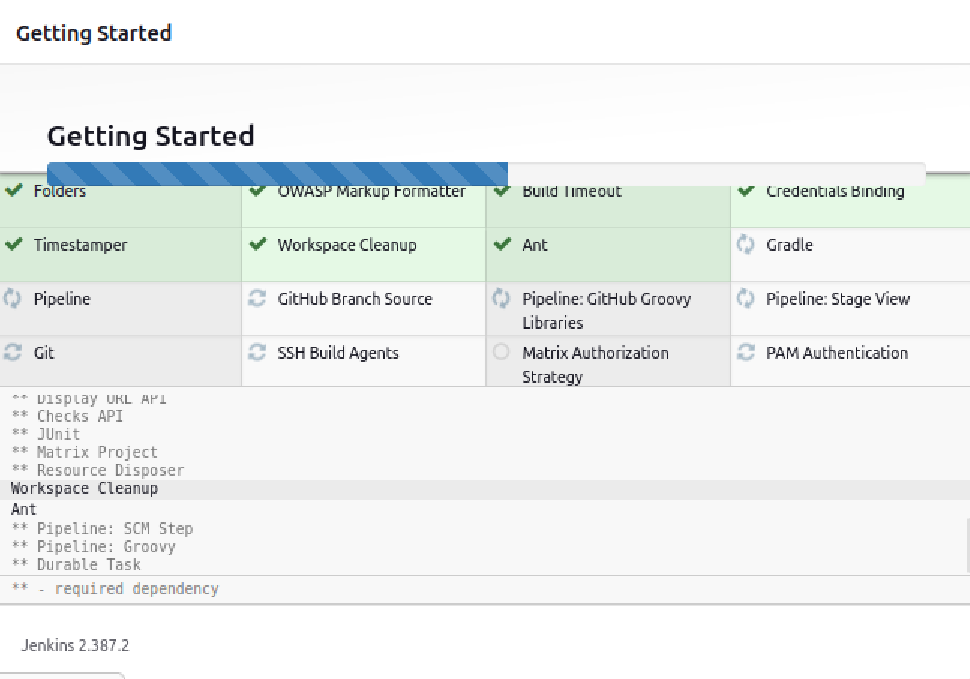 Getting Started
Getting Started
Folders
OWASP Markup Formatter
Build Timeout
Credentials Binding
Timestamper
Workspace Cleanup
Ant
Gradle
Pipeline
GitHub Branch Source
Pipeline: GitHub Groovy
Libraries
Pipeline: Stage View
Git
SSH Build Agents
Matrix Authorization
Strategy
PAM Authentication
** Display URL API
** Checks API
** JUnit
** Matrix Project
** Resource Disposer
Workspace Cleanup
Ant
** Pipeline: SCM Step
** Pipeline: Groovy
** Durable Task
** - required dependency
Jenkins 2.387.2